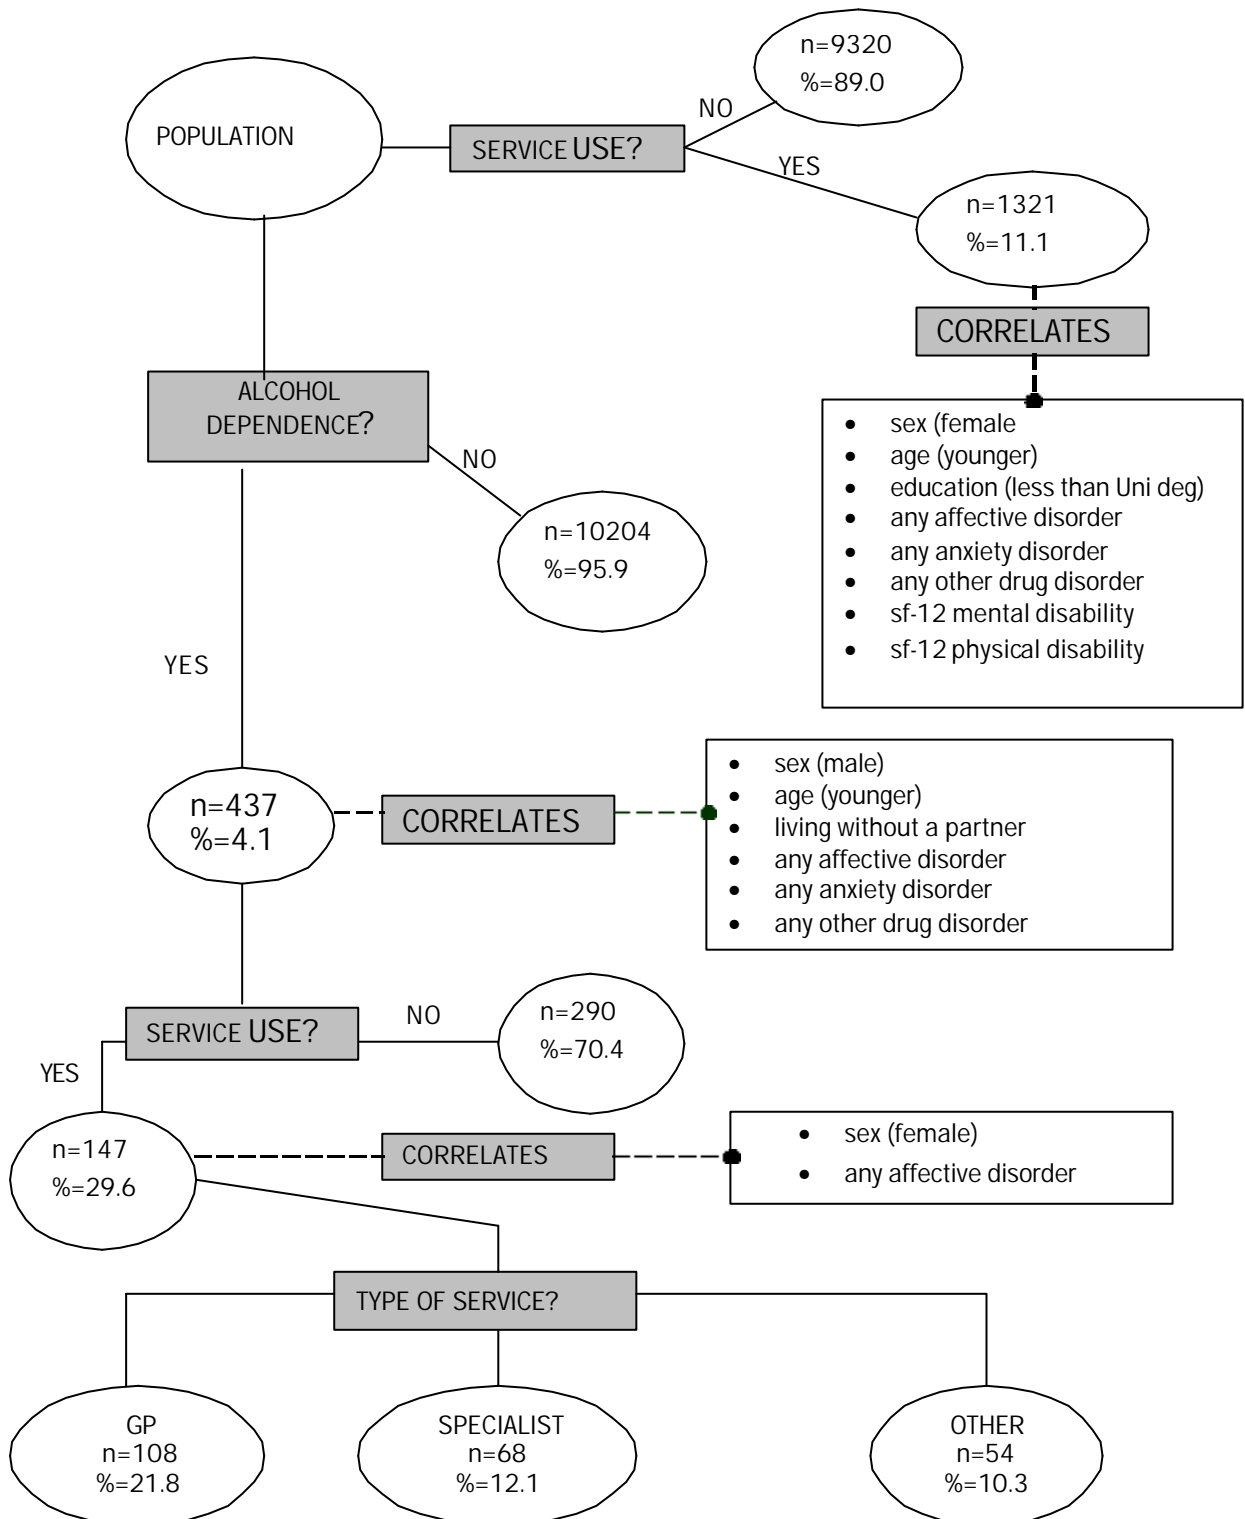 n=9320
%=89.0
NO
POPULATION
SERVICE USE?
YES
n=1321
%=11.1
CORRELATES
ALCOHOL
DEPENDENCE?
• sex (female
• age (younger)
• education (less than Uni deg)
• any affective disorder
• any anxiety disorder
• any other drug disorder
• sf-12 mental disability
• sf-12 physical disability
NO
n=10204
%=95.9
YES
n=437
%=4.1
CORRELATES
• sex (male)
• age (younger)
• living without a partner
• any affective disorder
• any anxiety disorder
• any other drug disorder
SERVICE USE?
NO
n=290
%=70.4
YES
n=147
%=29.6
CORRELATES
• sex (female)
• any affective disorder
TYPE OF SERVICE?
GP
n=108
%=21.8
SPECIALIST
n=68
%=12.1
OTHER
n=54
%=10.3